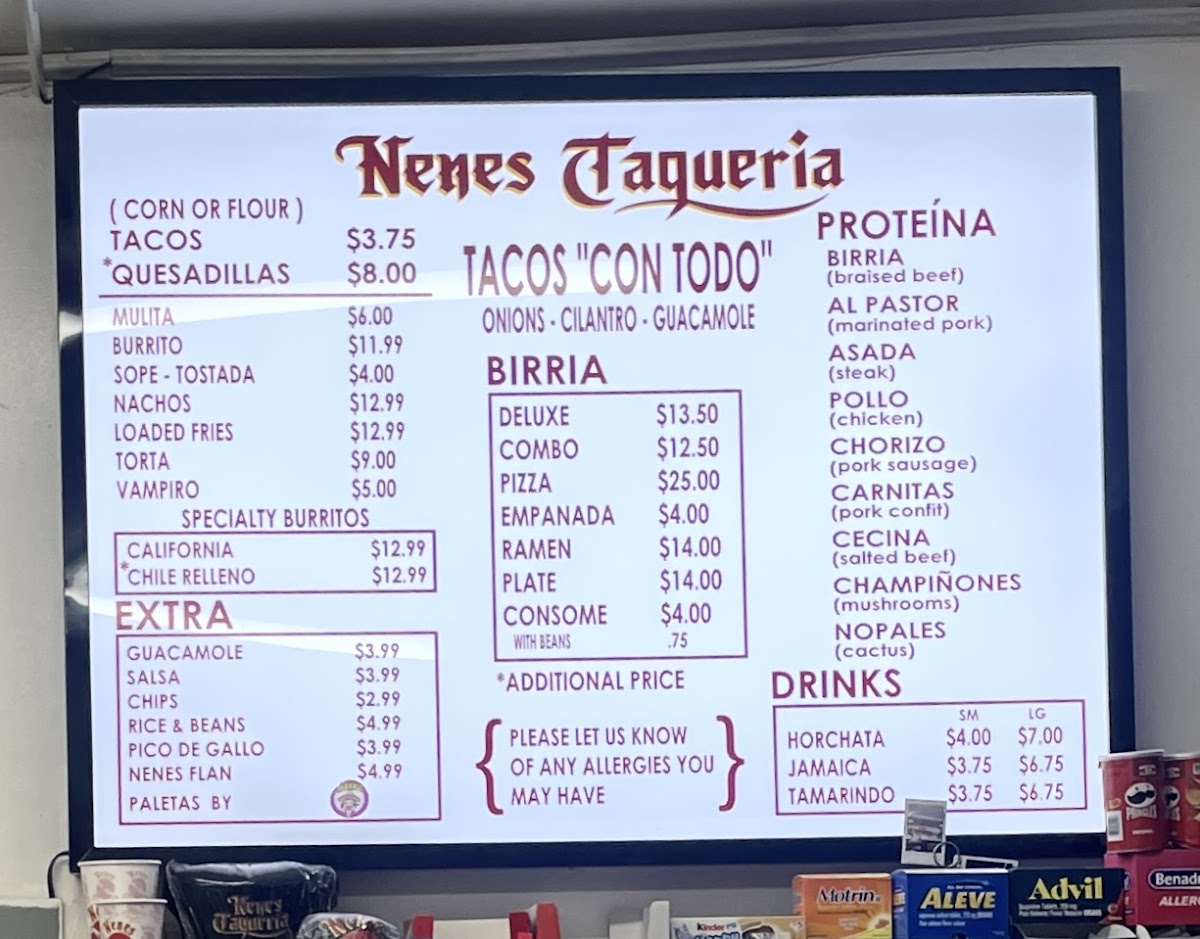 Nenes Taqueria
( CORN OR FLOUR )
TACOS $3.75
*QUESADILLAS $8.00
MULITA $6.00
BURRITO $11.99
SOPE - TOSTADA $4.00
NACHOS $12.99
LOADED FRIES $12.99
TORTA $9.00
VAMPIRO $5.00
SPECIALTY BURRITOS
CALIFORNIA $12.99
*CHILE RELLENO $12.99
EXTRA
GUACAMOLE $3.99
SALSA $3.99
CHIPS $2.99
RICE & BEANS $4.99
PICO DE GALLO $3.99
NENES FLAN $4.99
PALETAS BY
TACOS "CON TODO"
ONIONS - CILANTRO - GUACAMOLE
BIRRIA
DELUXE $13.50
COMBO $12.50
PIZZA $25.00
EMPANADA $4.00
RAMEN $14.00
PLATE $14.00
CONSOME $4.00
WITH BEANS .75
*ADDITIONAL PRICE
{ PLEASE LET US KNOW
OF ANY ALLERGIES YOU
MAY HAVE }
PROTEÍNA
BIRRIA
(braised beef)
AL PASTOR
(marinated pork)
ASADA
(steak)
POLLO
(chicken)
CHORIZO
(pork sausage)
CARNITAS
(pork confit)
CECINA
(salted beef)
CHAMPIÑONES
(mushrooms)
NOPALES
(cactus)
DRINKS
SM LG
HORCHATA $4.00 $7.00
JAMAICA $3.75 $6.75
TAMARINDO $3.75 $6.75
PRINGLES
Nenes
Taqueria
Kinder
Motrin
ALEVE
Advil